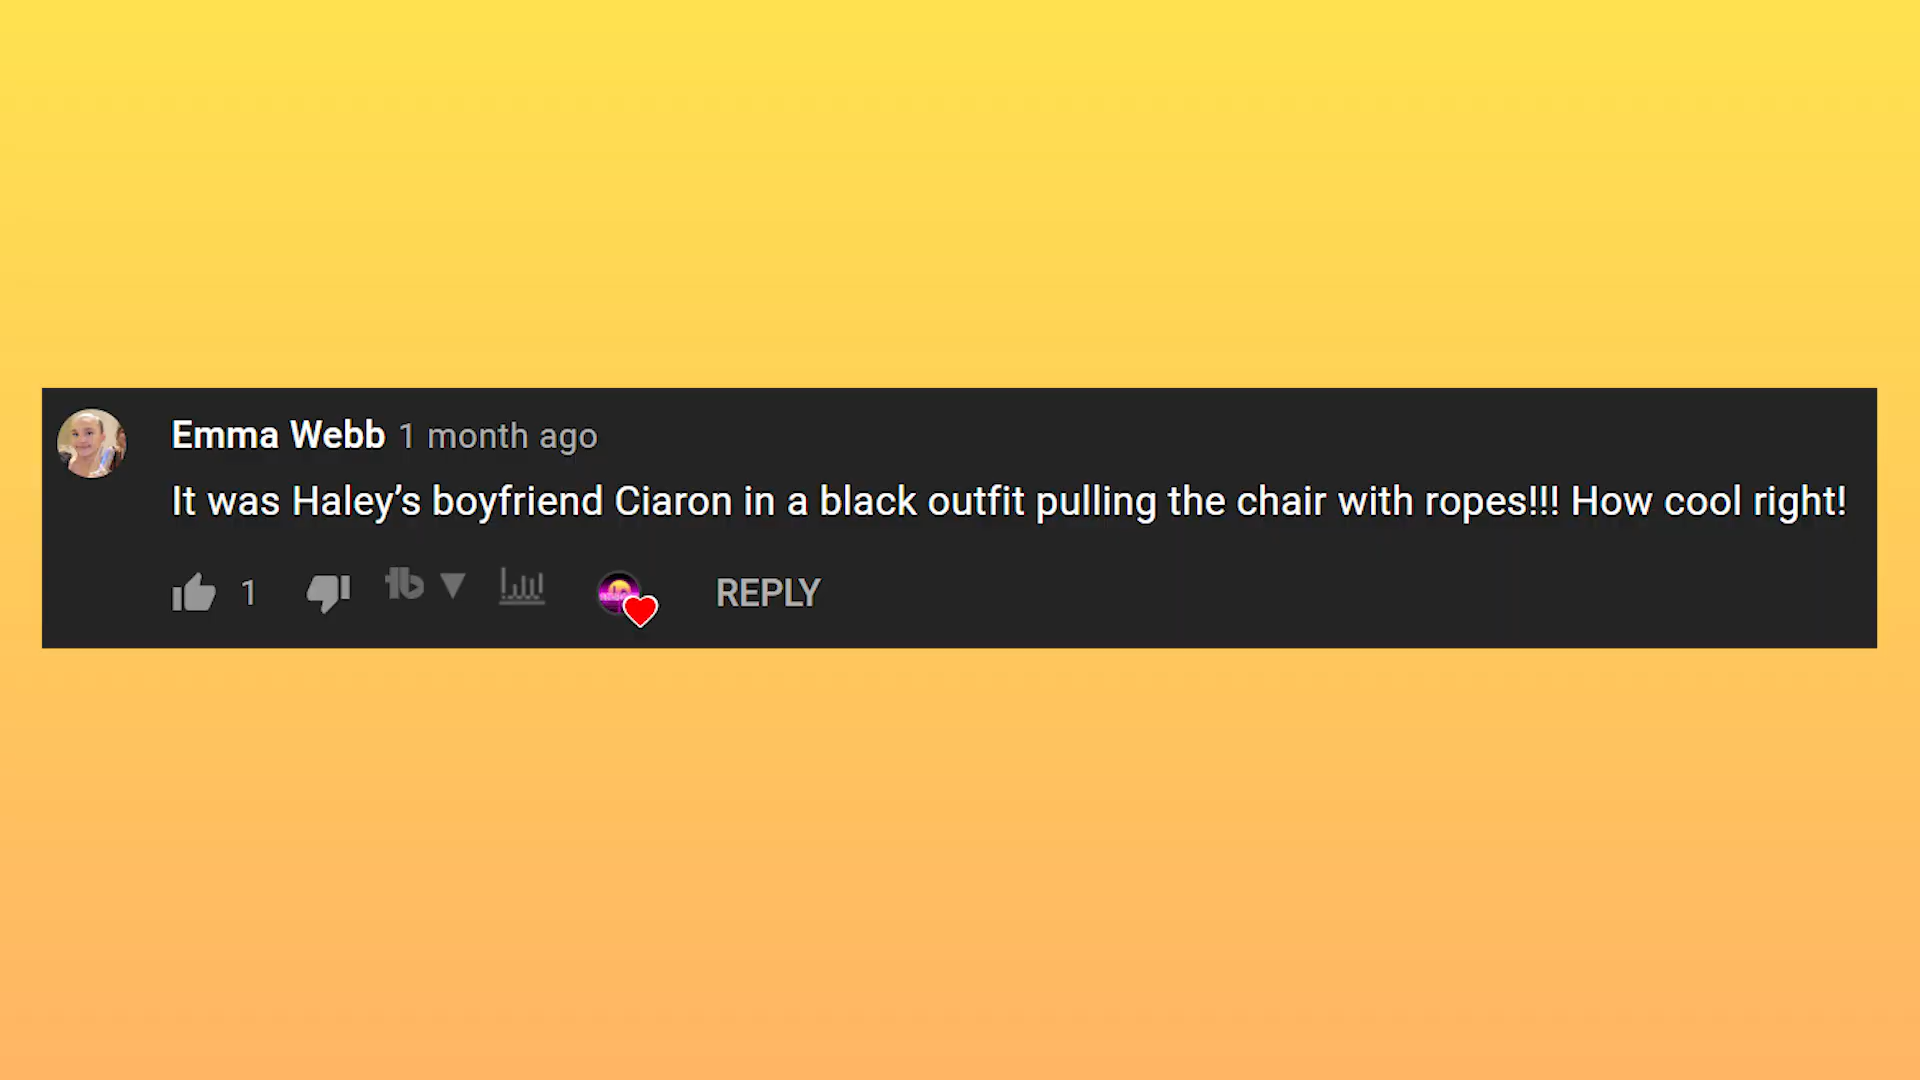 Emma Webb 1 month ago
It was Haley’s boyfriend Ciaron in a black outfit pulling the chair with ropes!!! How cool right!
1 tb REPLY